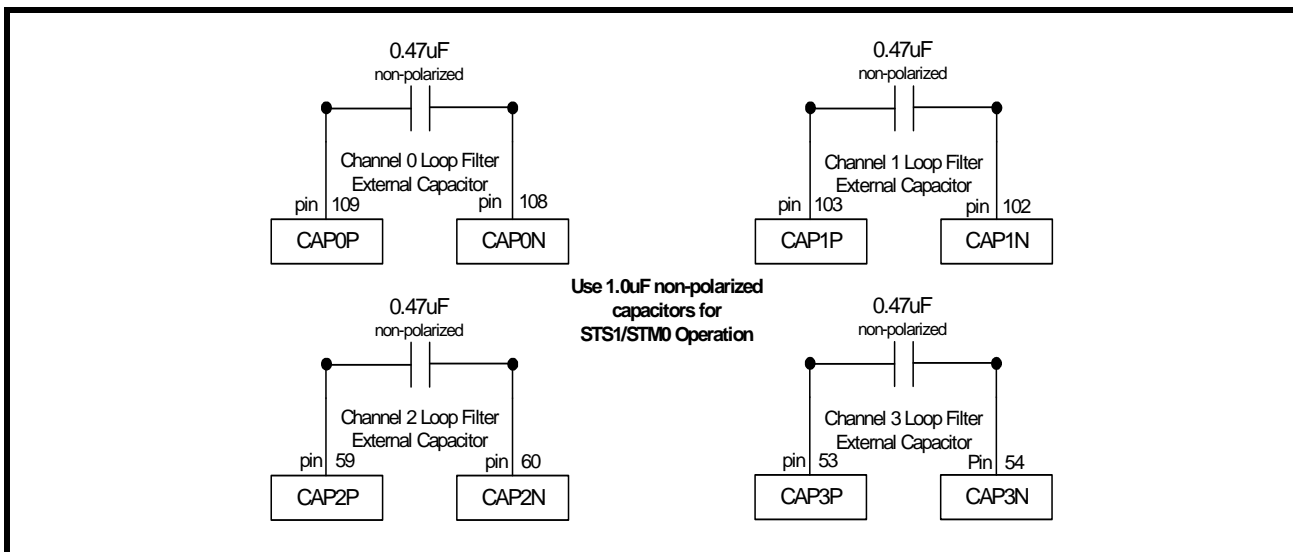 0.47uF
non-polarized
Channel 0 Loop Filter
External Capacitor
pin 109
pin 108
CAP0P
CAP0N
0.47uF
non-polarized
Channel 1 Loop Filter
External Capacitor
pin 103
pin 102
CAP1P
CAP1N
Use 1.0uF non-polarized
capacitors for
STS1/STM0 Operation
0.47uF
non-polarized
Channel 2 Loop Filter
External Capacitor
pin 59
pin 60
CAP2P
CAP2N
0.47uF
non-polarized
Channel 3 Loop Filter
External Capacitor
pin 53
Pin 54
CAP3P
CAP3N